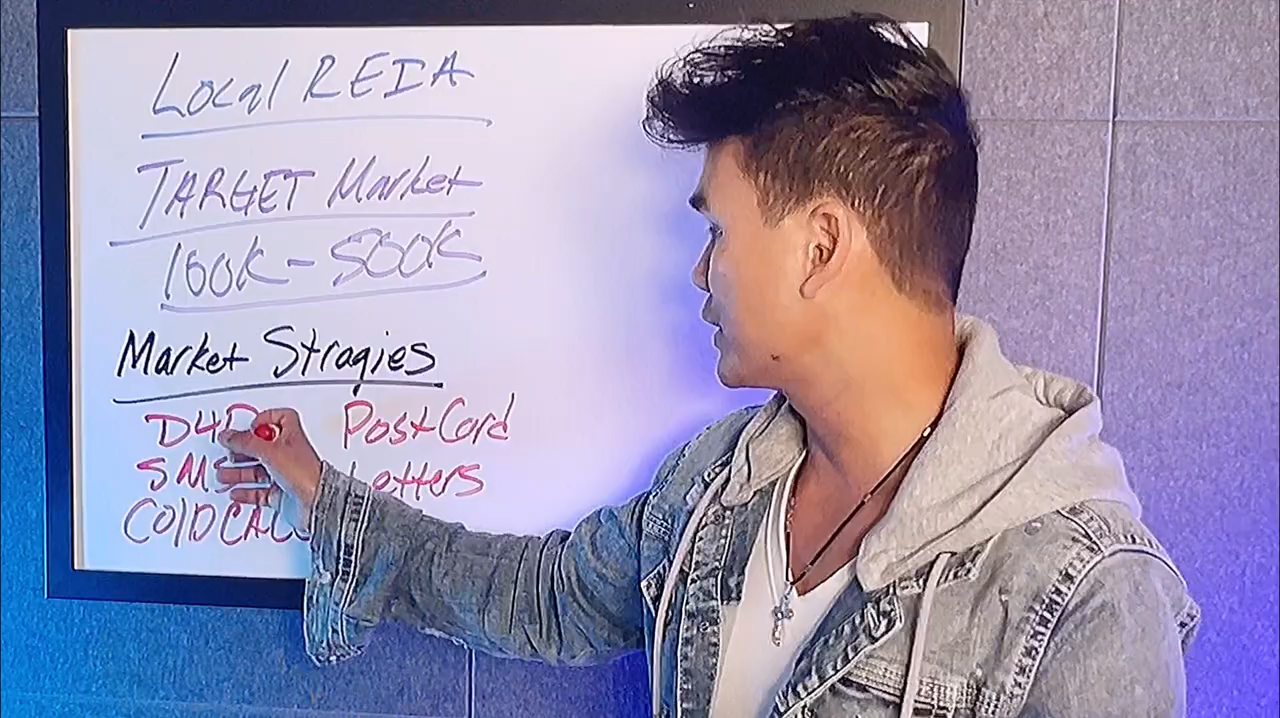 Local REIA
TARGET Market
100K-500K
Market Stragies
D4D PostCard
SMS Letters
ColDCALL